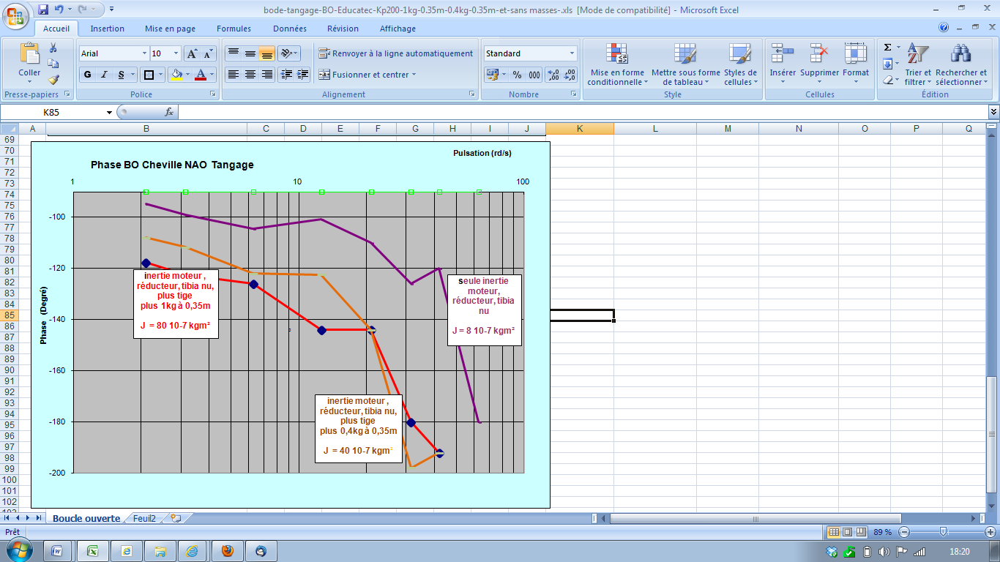 bode-tangage-BO-Educatec-Kp200-1kg-0.35m-0.4kg-0.35m-et-sans-masses-.xls [Mode de compatibilité] - Microsoft Excel
Accueil Insertion Mise en page Formules Données Révision Affichage
Coller
Presse-papiers
Arial 10
G I S
Police
Renvoyer à la ligne automatiquement
Fusionner et centrer
Alignement
Standard
% 000
Nombre
Mise en forme conditionnelle
Mettre sous forme de tableau
Styles de cellules
Style
Insérer Supprimer Format
Cellules
Trier et filtrer
Rechercher et sélectionner
Édition
K85 fx
A B C D E F G H I J K L M N O P Q
69
70
71
72
73
74
75
76
77
78
79
80
81
82
83
84
85
86
87
88
89
90
91
92
93
94
95
96
97
98
99
100
101
102
Pulsation (rd/s)
Phase BO Cheville NAO Tangage
1 10 100
-100
-120
-140
-160
-180
-200
Phase (Degré)
inertie moteur ,
réducteur, tibia nu,
plus tige
plus 1kg à 0,35m
J = 80 10-7 kgm²
seule inertie
moteur,
réducteur, tibia
nu
J = 8 10-7 kgm²
inertie moteur ,
réducteur, tibia nu,
plus tige
plus 0,4kg à 0,35m
J = 40 10-7 kgm²
Boucle ouverte Feuil2
Prêt 89 %
18:20